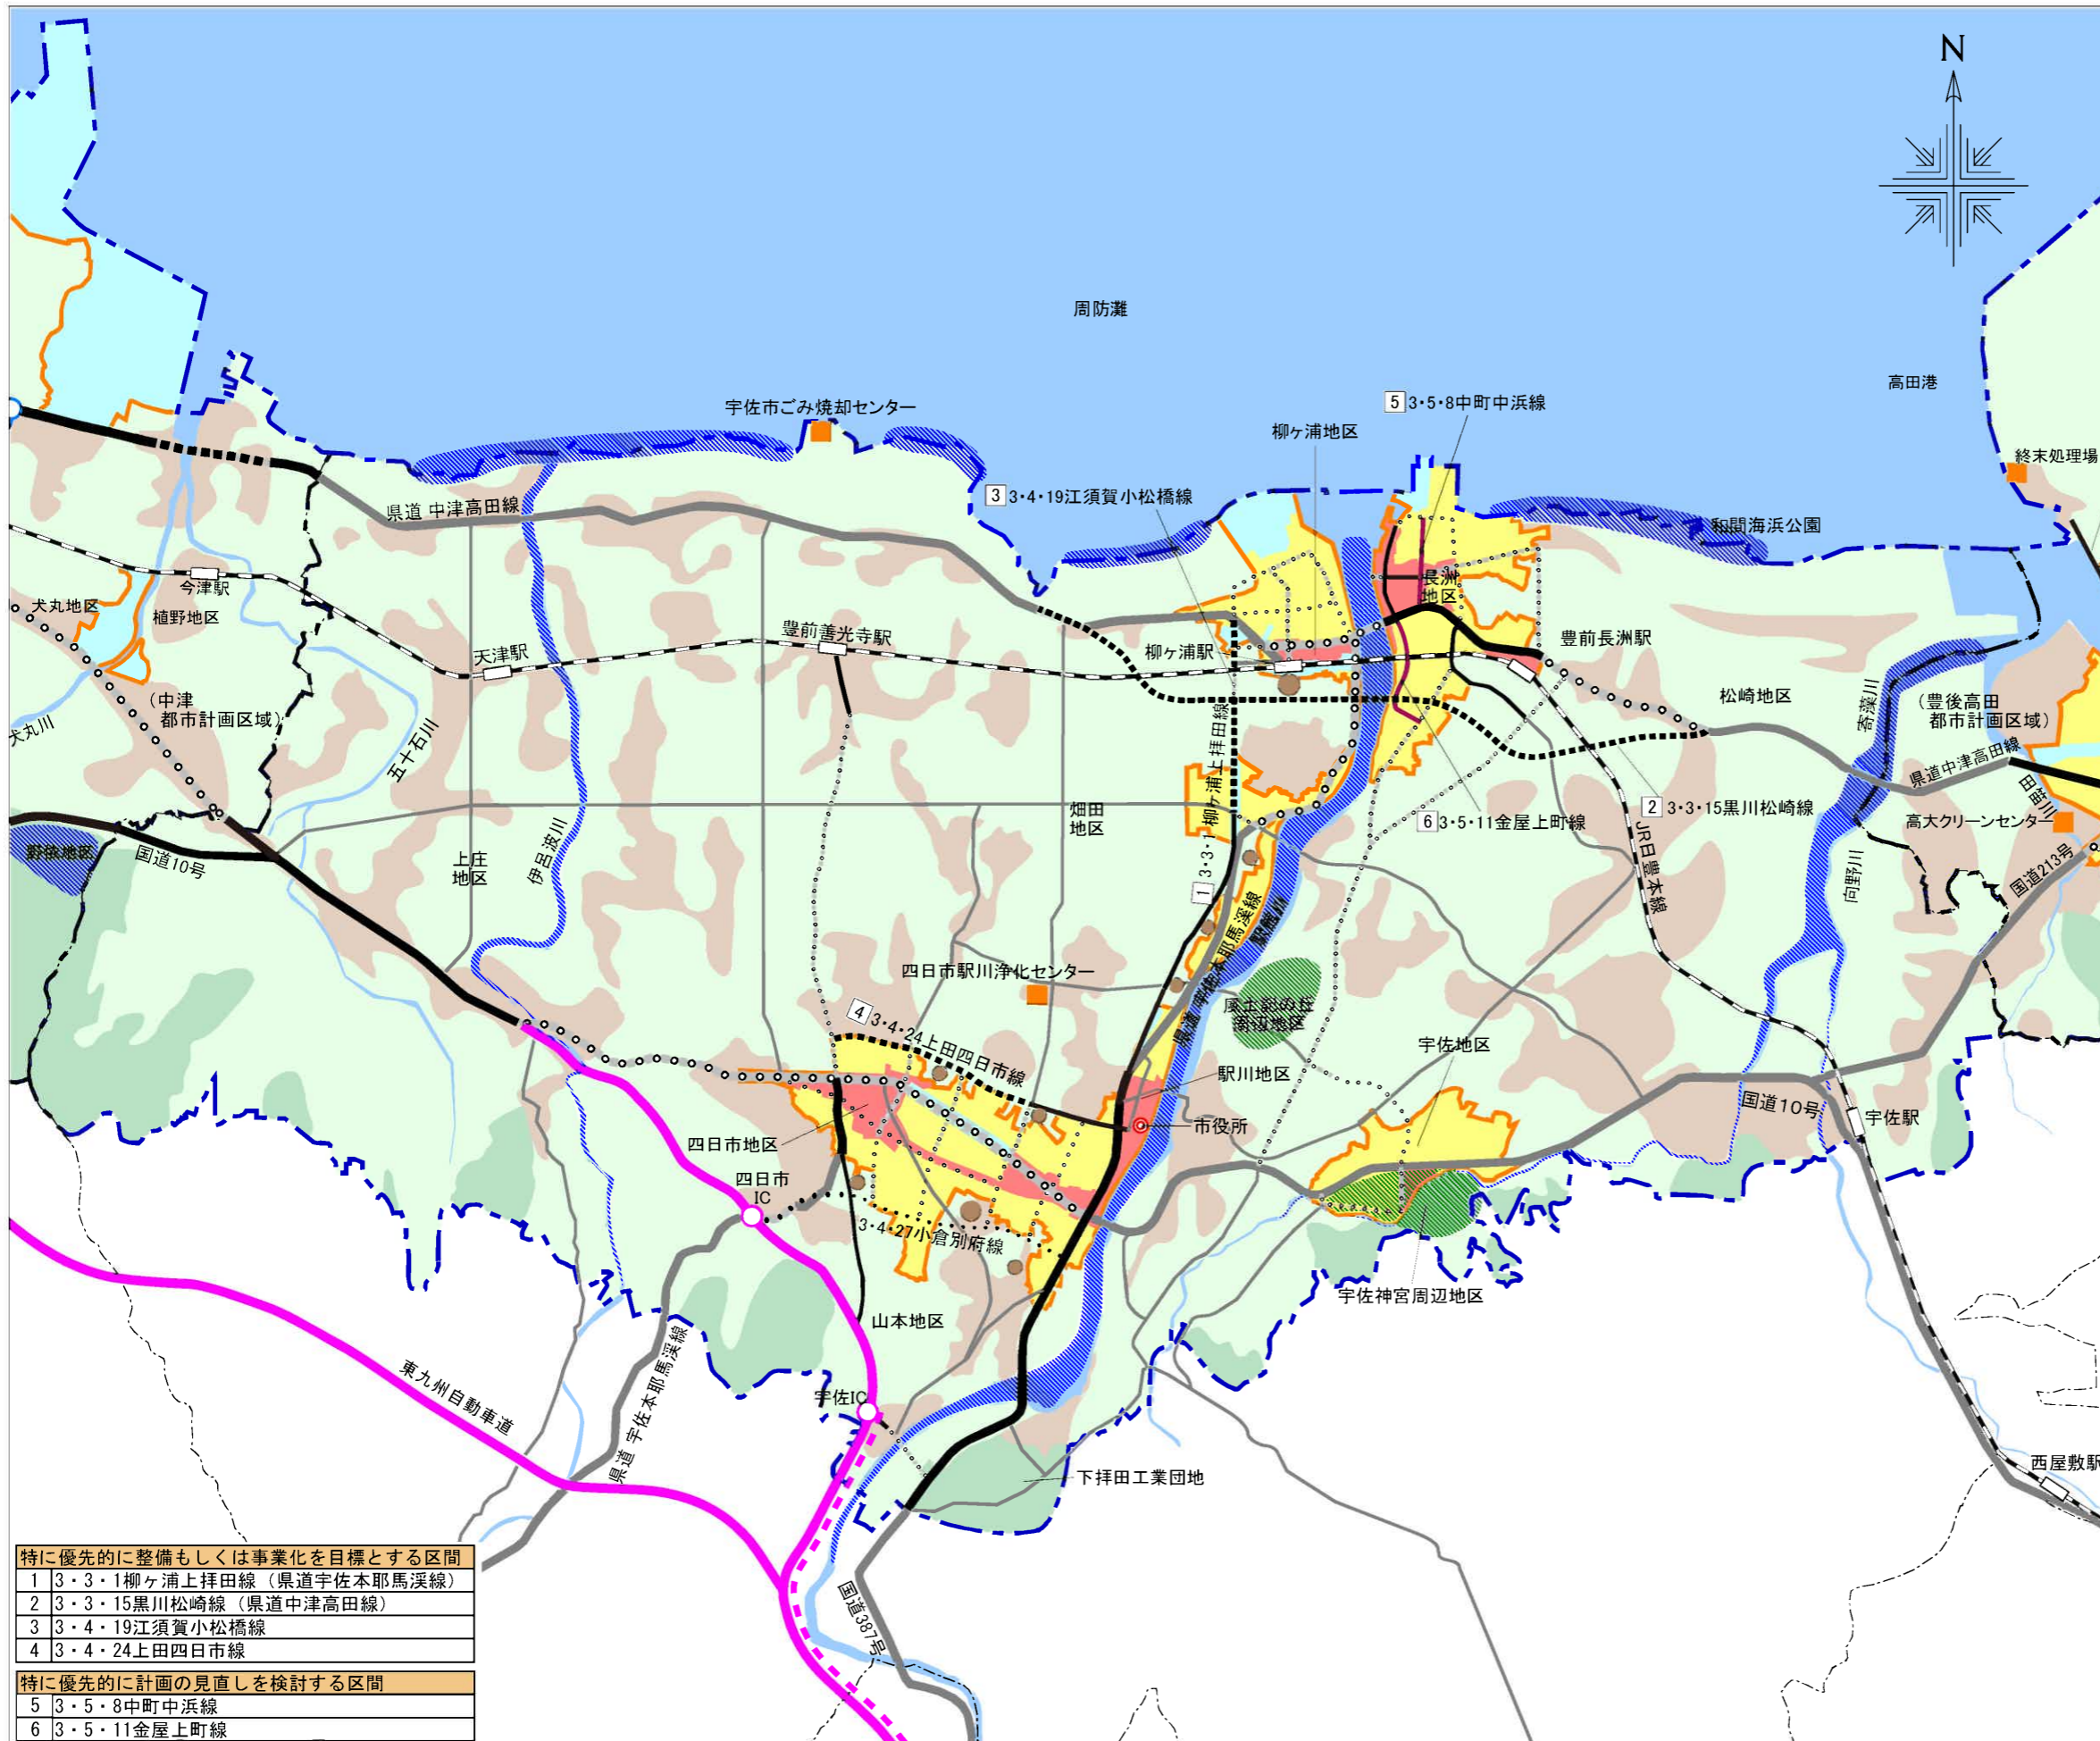 N
周防灘
高田港
5 3・5・8中町中浜線
宇佐市ごみ焼却センター
柳ヶ浦地区
終末処理場
3 3・4・19江須賀小松橋線
県道 中津高田線
和間海浜公園
今津駅
長洲
地区
犬丸地区
植野地区
豊前善光寺駅
豊前長洲駅
天津駅
柳ヶ浦駅
松崎地区
寄藻川
(中津
都市計画区域)
(豊後高田
都市計画区域)
犬丸川
五十石川
県道中津高田線
1 3・3・1 柳ヶ浦上拝田線
畑田
地区
2 3・3・15黒川松崎線
6 3・5・11金屋上町線
高大クリーンセンター
野依地区
国道10号
上庄
地区
伊呂波川
JR日豊本線
向野川
国道213号
県道 宇佐本耶馬渓線
駅館川
四日市駅川浄化センター
風土記の丘
周辺地区
4 3・4・24上田四日市線
宇佐地区
駅川地区
国道10号
宇佐駅
市役所
四日市地区
四日市
IC
3・4・27小倉別府線
宇佐神宮周辺地区
山本地区
東九州自動車道
県道 宇佐本耶馬渓線
宇佐IC
西屋敷駅
下拝田工業団地
国道387号
特に優先的に整備もしくは事業化を目標とする区間
1 3・3・1柳ヶ浦上拝田線（県道宇佐本耶馬渓線）
2 3・3・15黒川松崎線（県道中津高田線）
3 3・4・19江須賀小松橋線
4 3・4・24上田四日市線
特に優先的に計画の見直しを検討する区間
5 3・5・8中町中浜線
6 3・5・11金屋上町線